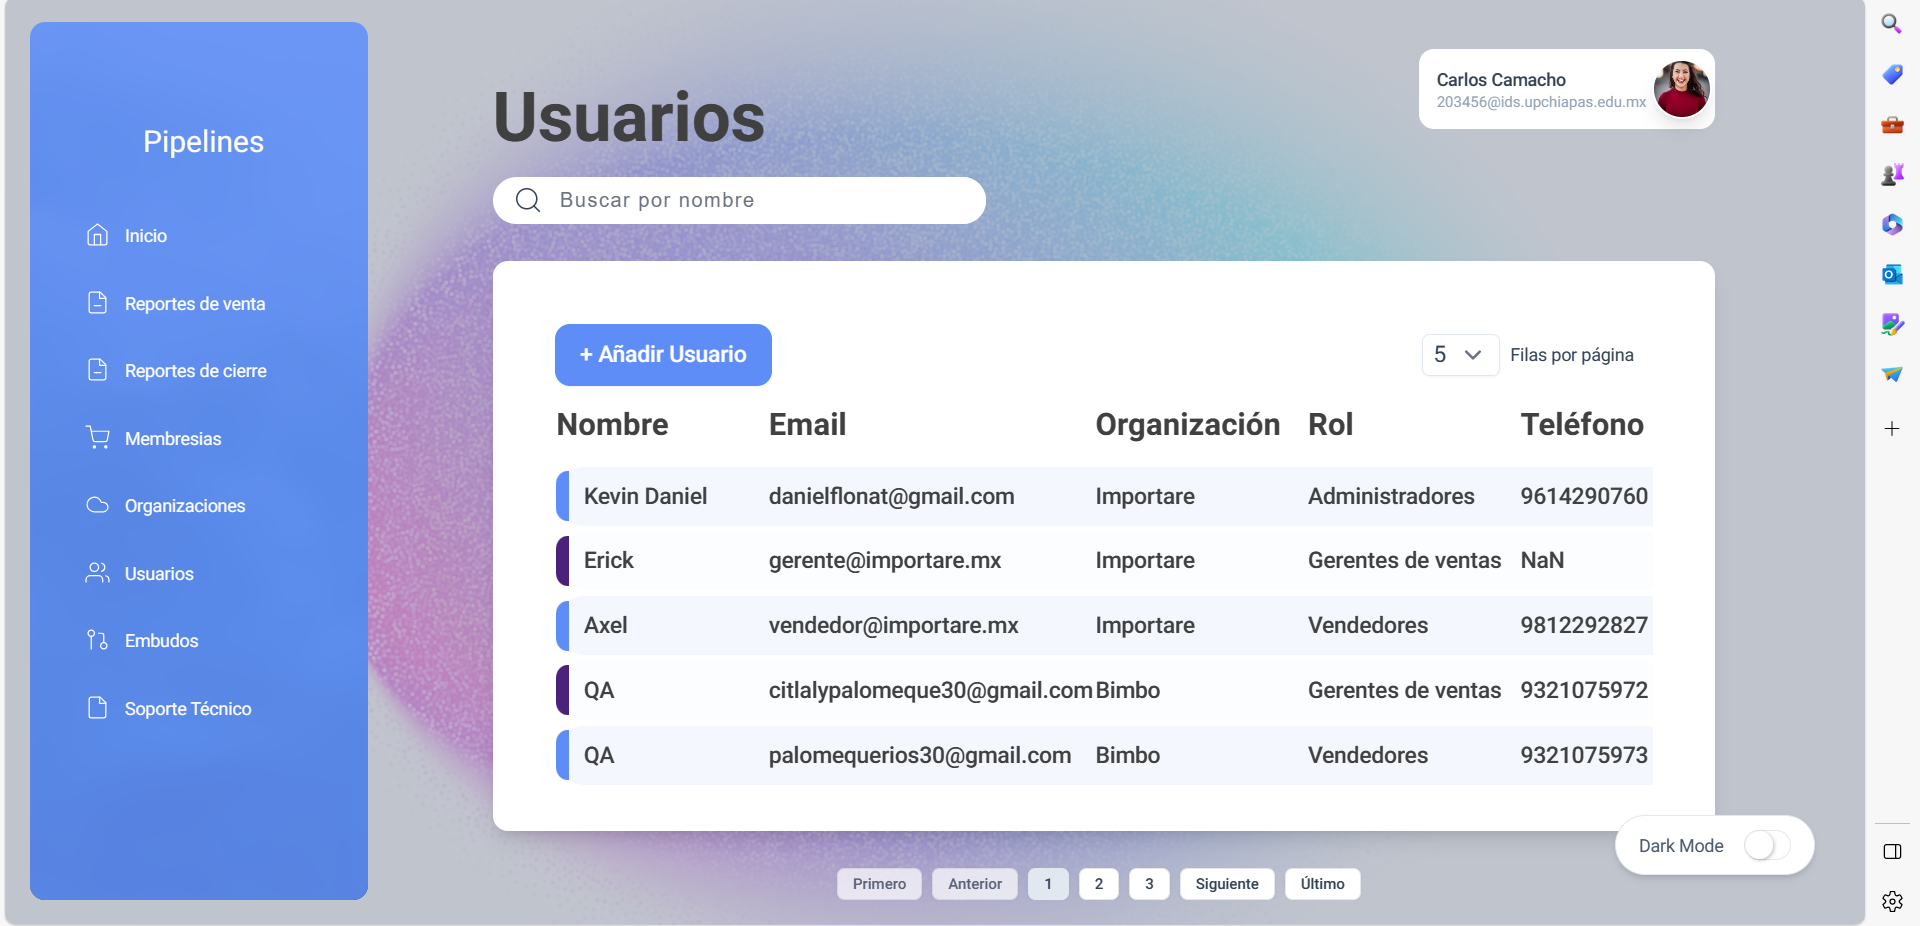 Pipelines
Inicio
Reportes de venta
Reportes de cierre
Membresias
Organizaciones
Usuarios
Embudos
Soporte Técnico
Usuarios
Carlos Camacho
203456@ids.upchiapas.edu.mx
Buscar por nombre
+ Añadir Usuario
5 Filas por página
Nombre Email Organización Rol Teléfono
Kevin Daniel danielflonat@gmail.com Importare Administradores 9614290760
Erick gerente@importare.mx Importare Gerentes de ventas NaN
Axel vendedor@importare.mx Importare Vendedores 9812292827
QA citlalypalomeque30@gmail.com Bimbo Gerentes de ventas 9321075972
QA palomequerios30@gmail.com Bimbo Vendedores 9321075973
Dark Mode
Primero Anterior 1 2 3 Siguiente Último